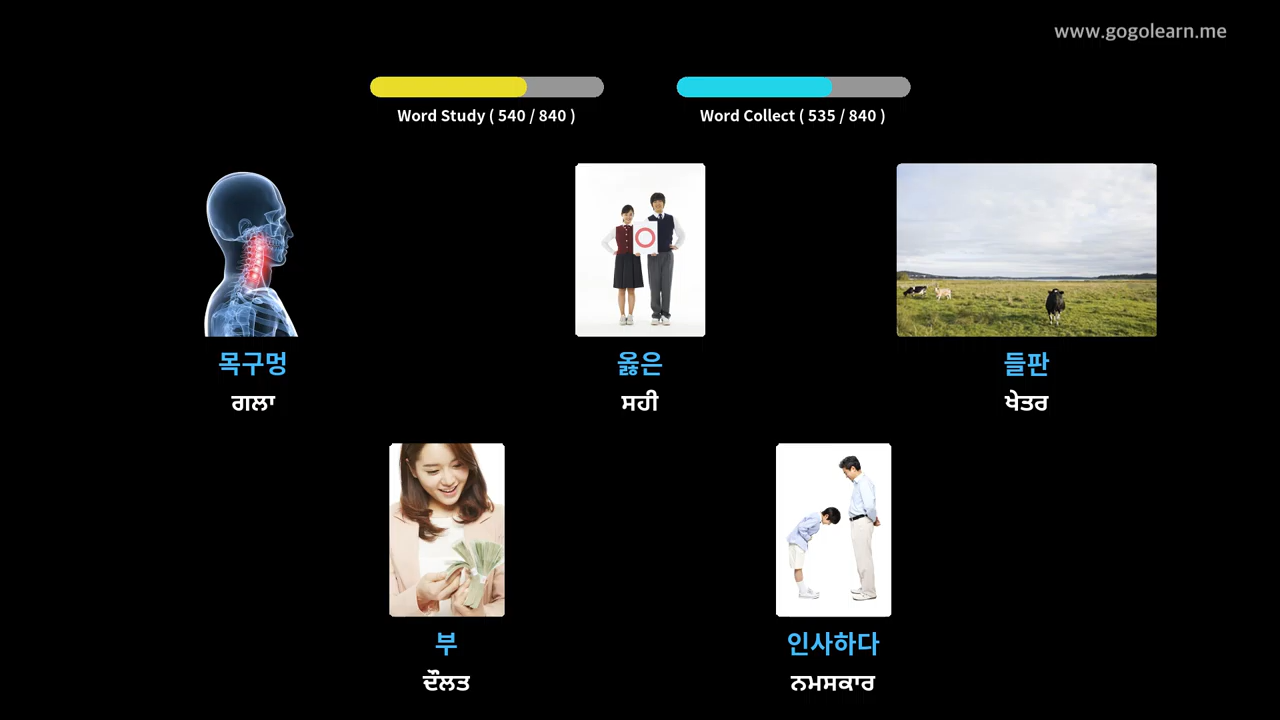 www.gogolearn.me
Word Study ( 540 / 840 )
Word Collect ( 535 / 840 )
목구멍
ਗਲਾ
옳은
ਸਹੀ
들판
ਖੇਤਰ
부
ਦੌਲਤ
인사하다
ਨਮਸਕਾਰ